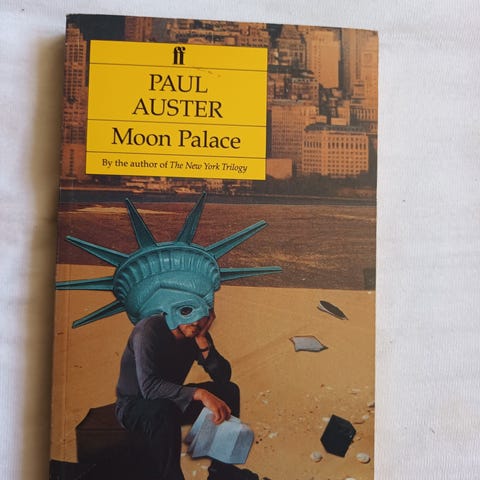 ff
PAUL
AUSTER
Moon Palace
By the author of The New York Trilogy